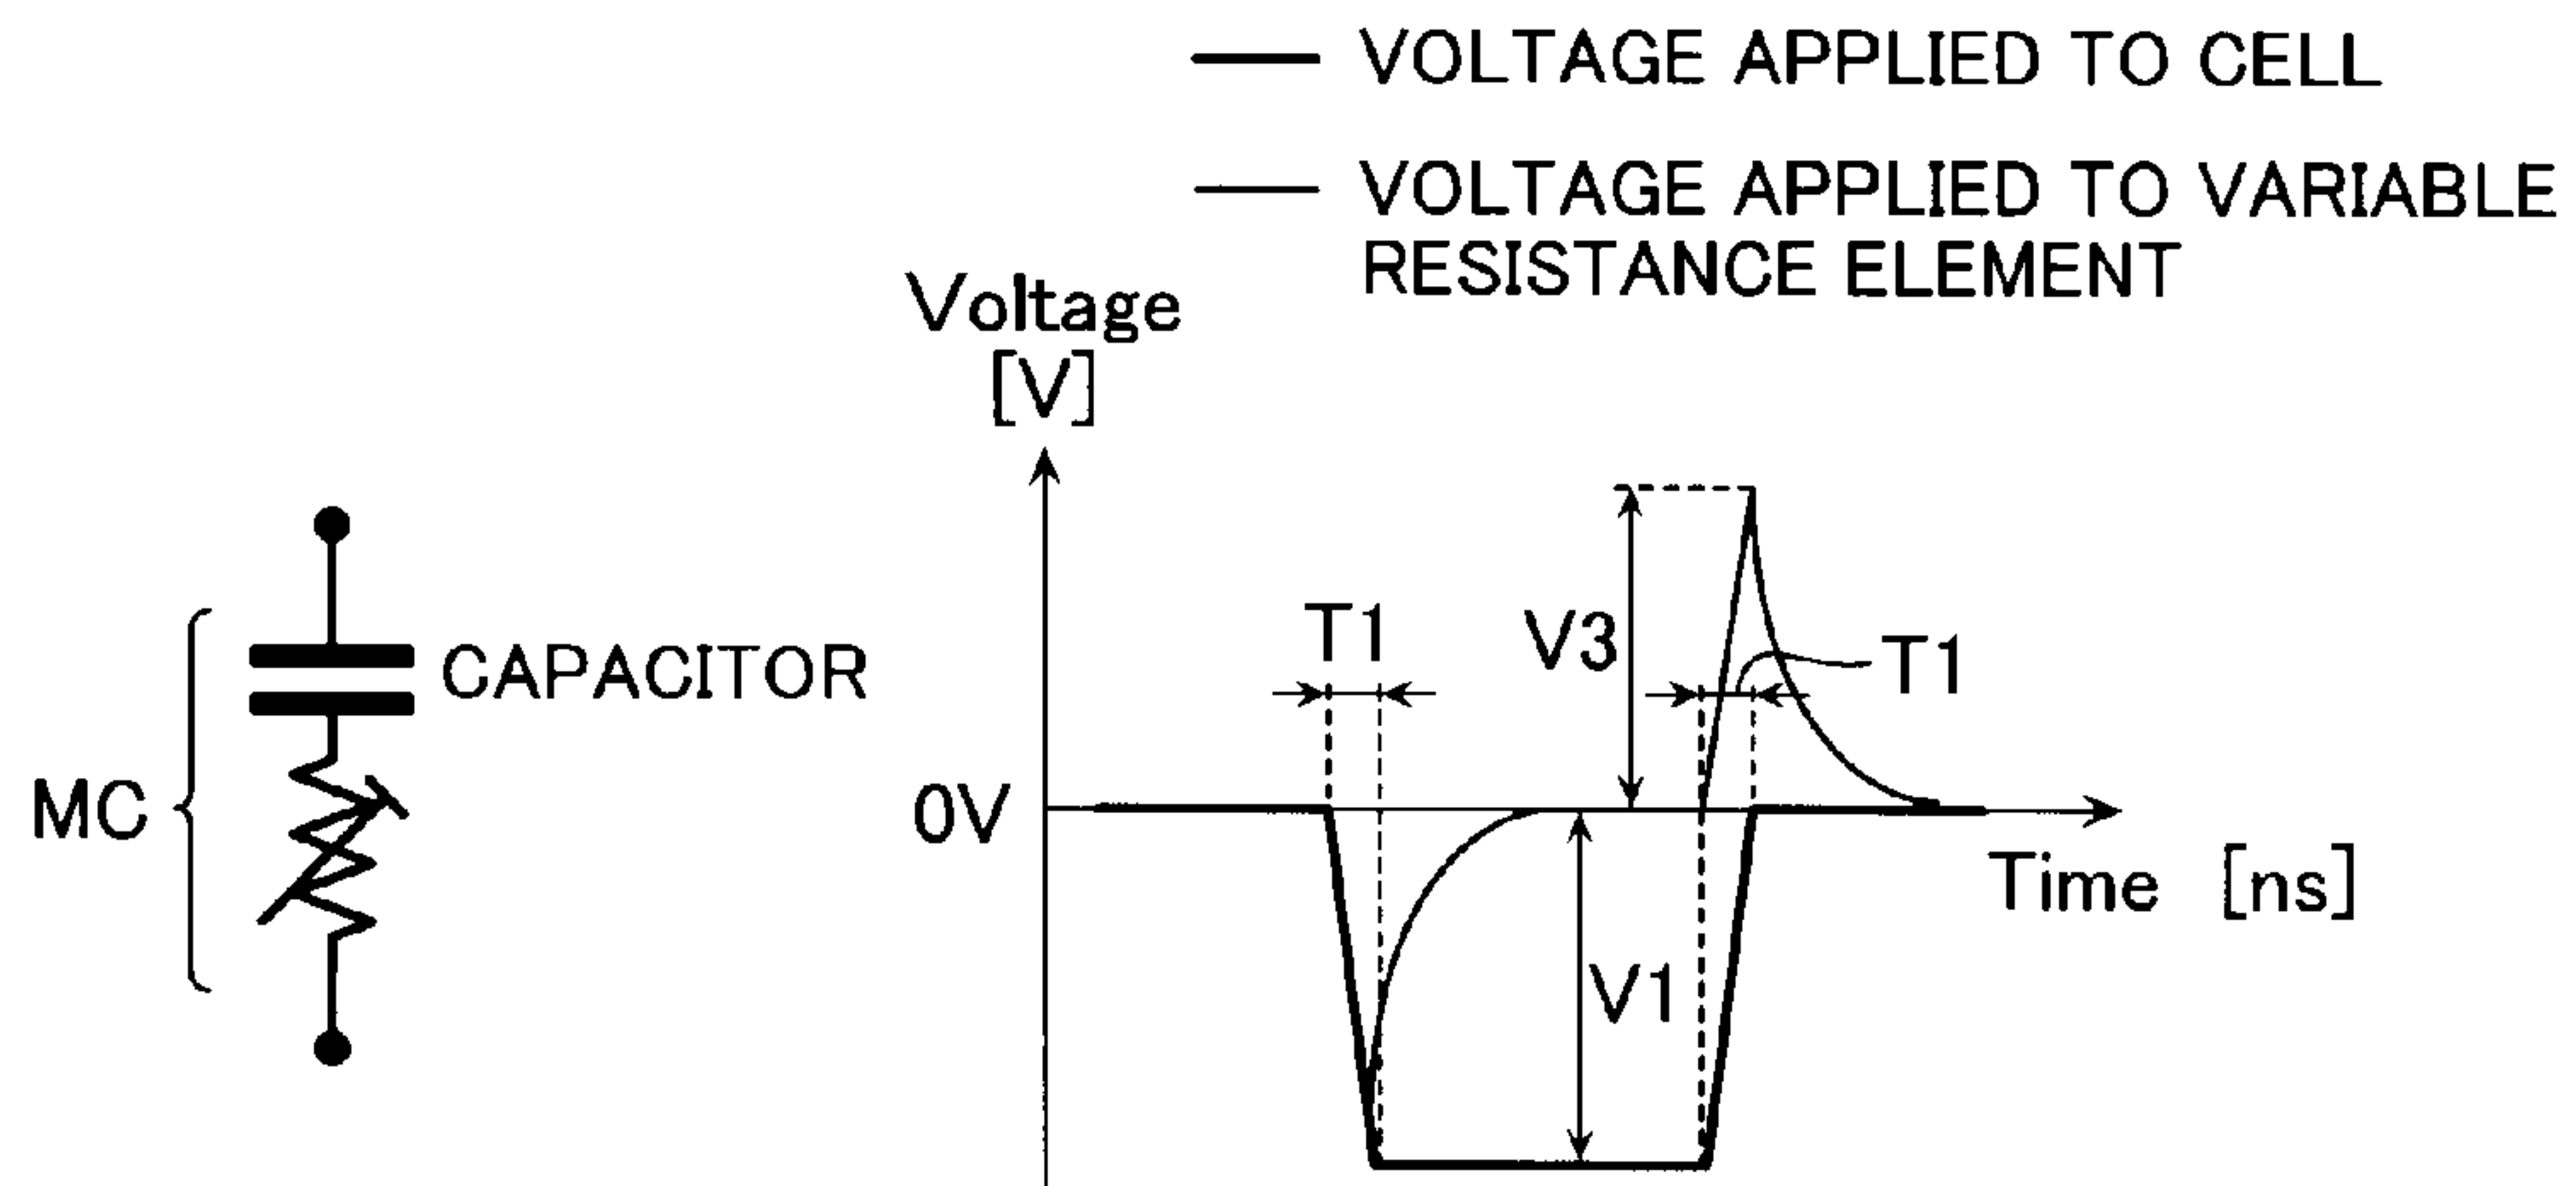 VOLTAGE APPLIED TO CELL
VOLTAGE APPLIED TO VARIABLE
RESISTANCE ELEMENT
Voltage
[V]
T1
V3
T1
CAPACITOR
MC
0V
V1
Time [ns]